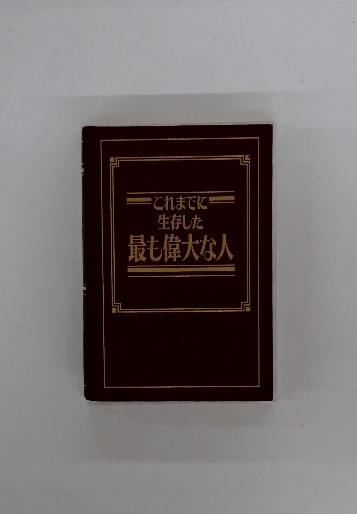 これまでに
生存した
最も偉大な人